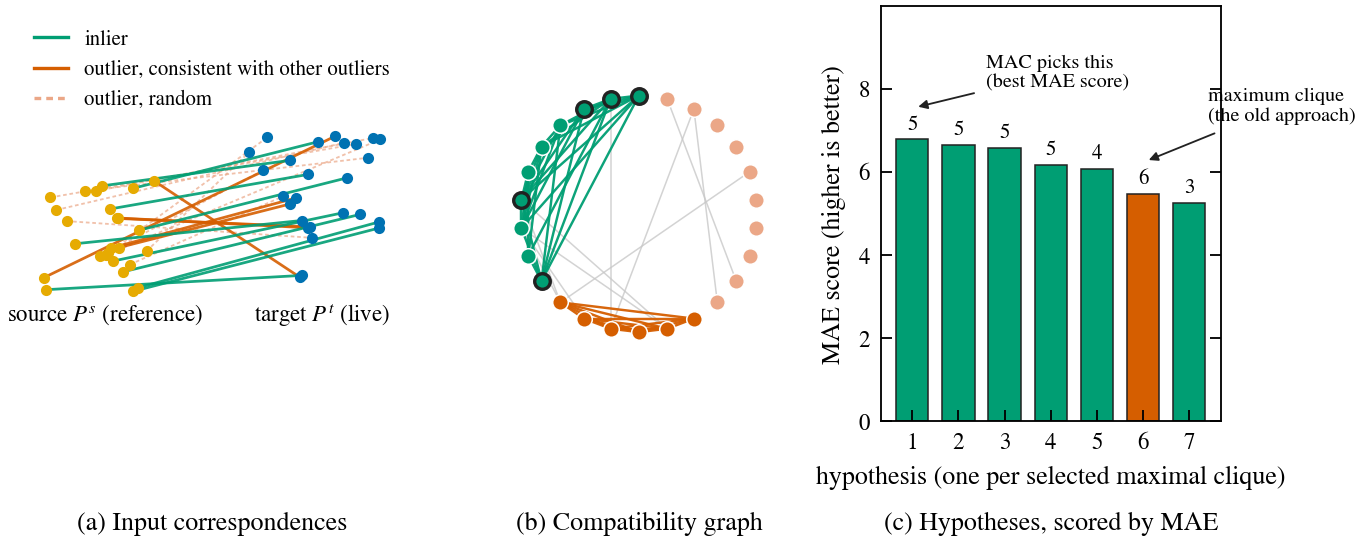 inlier
outlier, consistent with other outliers
outlier, random
source P^s (reference)
target P^t (live)
(a) Input correspondences
(b) Compatibility graph
MAE score (higher is better)
8
6
4
2
0
MAC picks this
(best MAE score)
maximum clique
(the old approach)
5
5
5
5
4
6
3
1
2
3
4
5
6
7
hypothesis (one per selected maximal clique)
(c) Hypotheses, scored by MAE